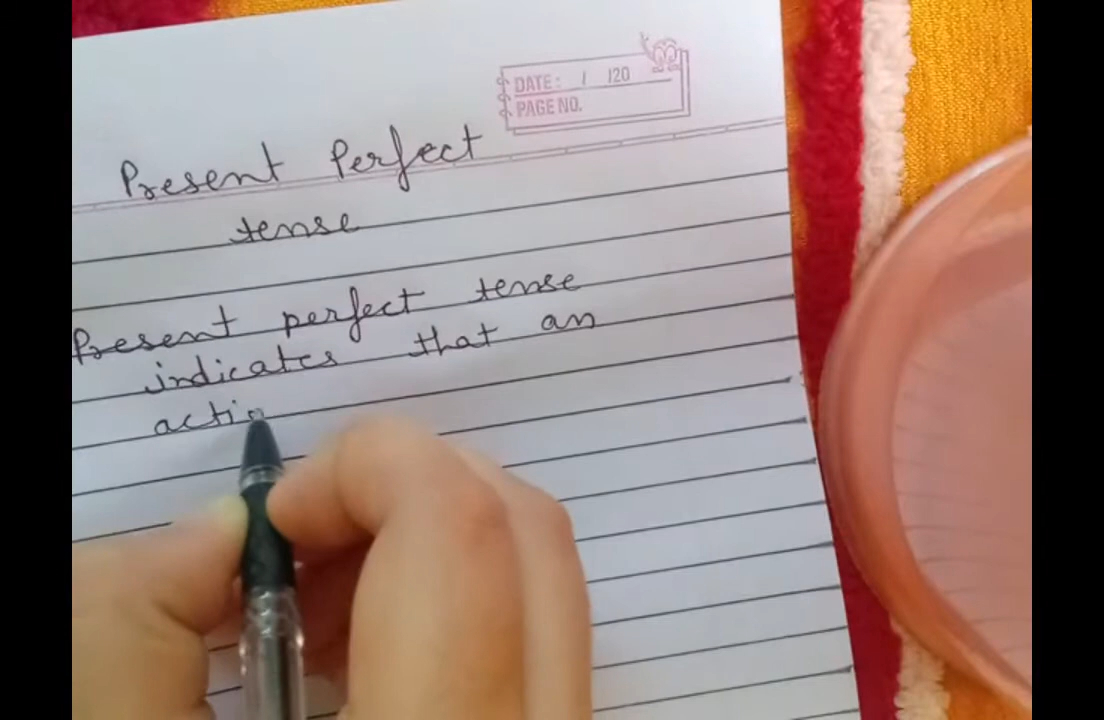 DATE: / /20
PAGE NO.
Present Perfect
tense
Present perfect tense
indicates that an
actio